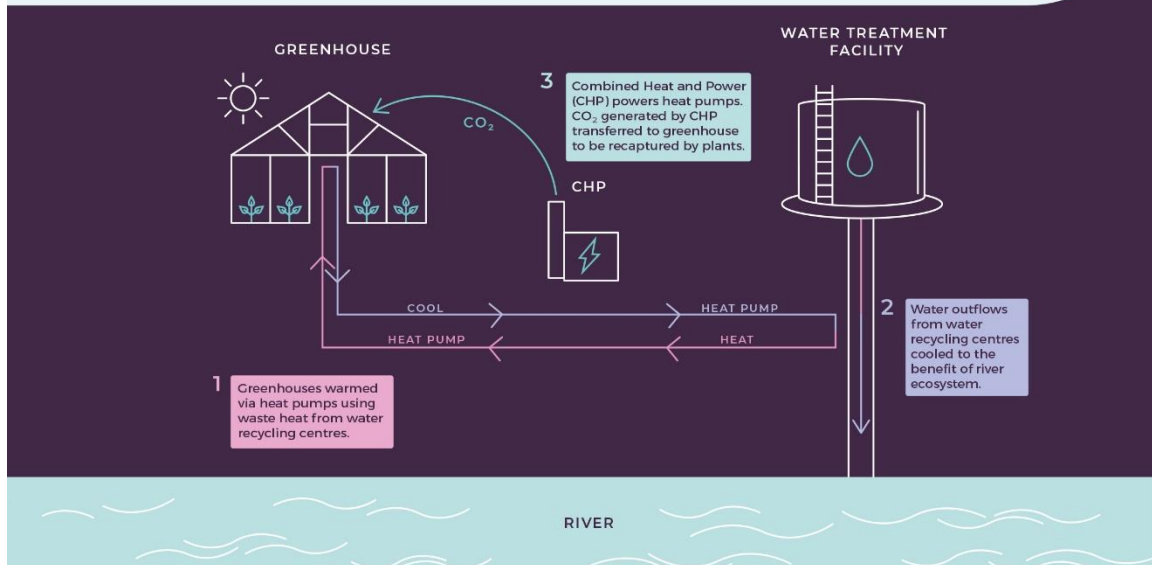 GREENHOUSE
WATER TREATMENT
FACILITY
3
Combined Heat and Power
(CHP) powers heat pumps.
CO₂ generated by CHP
transferred to greenhouse
to be recaptured by plants.
CO₂
CHP
COOL
HEAT PUMP
HEAT PUMP
HEAT
2
Water outflows
from water
recycling centres
cooled to the
benefit of river
ecosystem.
1
Greenhouses warmed
via heat pumps using
waste heat from water
recycling centres.
RIVER